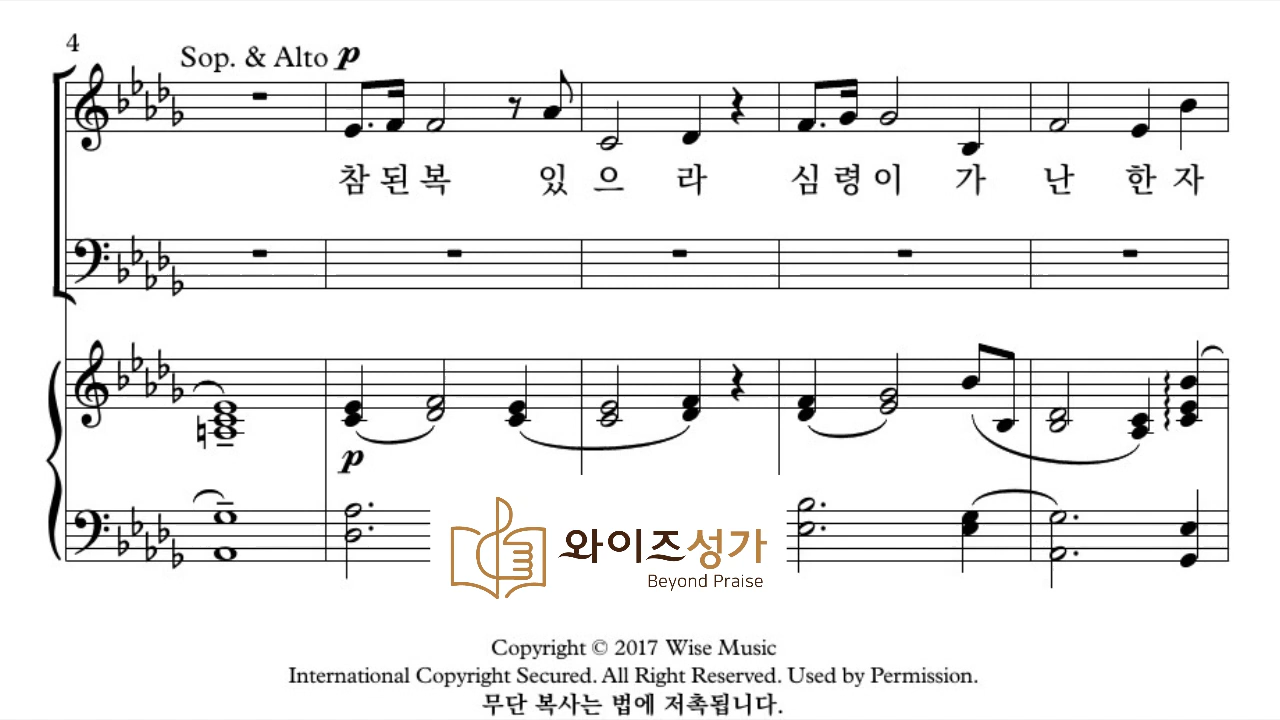 4
Sop. & Alto p
참 된 복 있 으 라 심 령 이 가 난 한 자
p
와이즈성가
Beyond Praise
Copyright © 2017 Wise Music
International Copyright Secured. All Right Reserved. Used by Permission.
무단 복사는 법에 저촉됩니다.